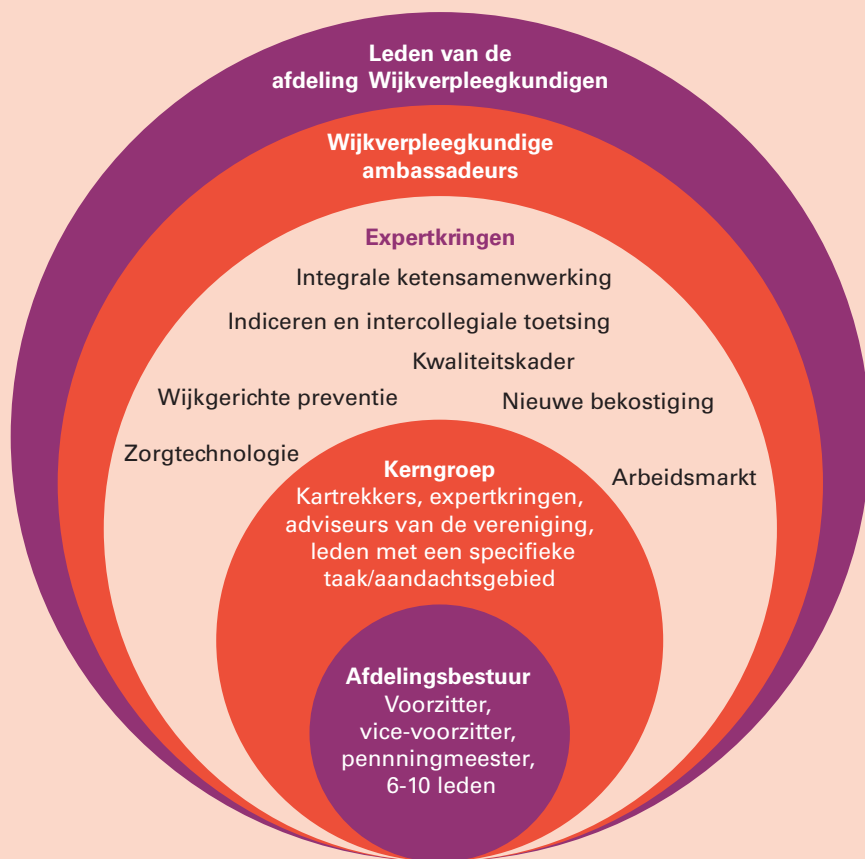 Leden van de
afdeling Wijkverpleegkundigen
Wijkverpleegkundige
ambassadeurs
Expertkringen
Integrale ketensamenwerking
Indiceren en intercollegiale toetsing
Kwaliteitskader
Wijkgerichte preventie
Nieuwe bekostiging
Zorgtechnologie
Arbeidsmarkt
Kerngroep
Kartrekkers, expertkringen,
adviseurs van de vereniging,
leden met een specifieke
taak/aandachtsgebied
Afdelingsbestuur
Voorzitter,
vice-voorzitter,
pennningmeester,
6-10 leden